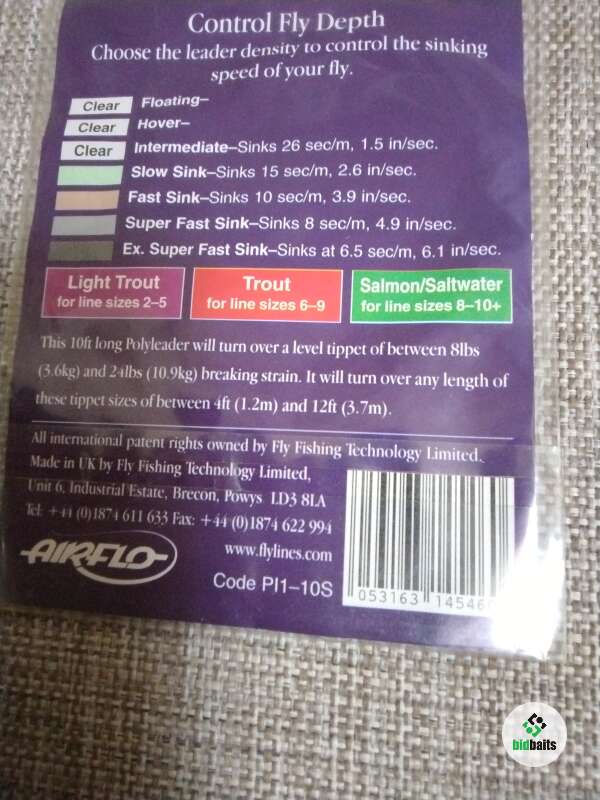 Control Fly Depth
Choose the leader density to control the sinking
speed of your fly.
Clear Floating–
Clear Hover–
Clear Intermediate–Sinks 26 sec/m, 1.5 in/sec.
Slow Sink–Sinks 15 sec/m, 2.6 in/sec.
Fast Sink–Sinks 10 sec/m, 3.9 in/sec.
Super Fast Sink–Sinks 8 sec/m, 4.9 in/sec.
Ex. Super Fast Sink–Sinks at 6.5 sec/m, 6.1 in/sec.
Light Trout
for line sizes 2–5
Trout
for line sizes 6–9
Salmon/Saltwater
for line sizes 8–10+
This 10ft long Polyleader will turn over a level tippet of between 8lbs
(3.6kg) and 24lbs (10.9kg) breaking strain. It will turn over any length of
these tippet sizes of between 4ft (1.2m) and 12ft (3.7m).
All international patent rights owned by Fly Fishing Technology Limited.
Made in UK by Fly Fishing Technology Limited,
Unit 6, Industrial Estate, Brecon, Powys LD3 8LA
Tel: +44 (0)1874 611 633 Fax: +44 (0)1874 622 994
www.flylines.com
AIRFLO
Code PI1–10S
053163 14546
bidbaits